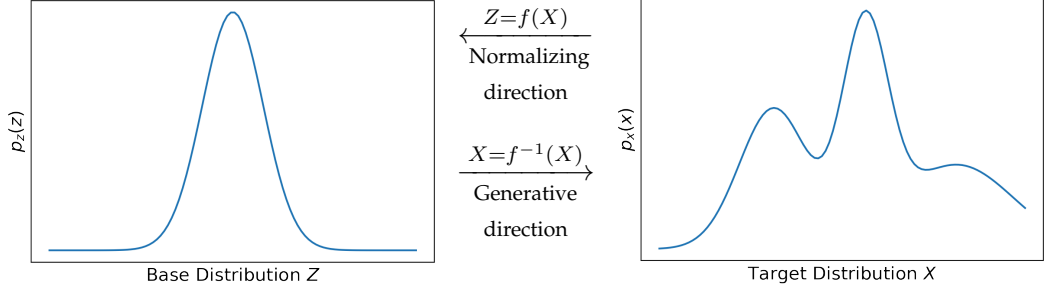 p_z(z)
Base Distribution Z
Z=f(X)
Normalizing
direction
X=f⁻¹(X)
Generative
direction
p_x(x)
Target Distribution X